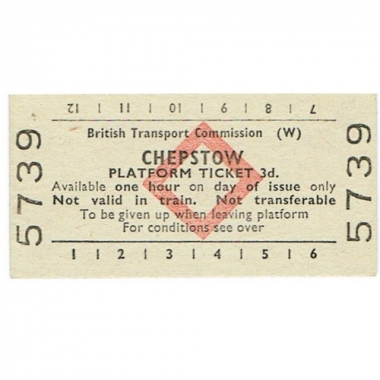 12 | 11 | 10 | 9 | 8 | 7
British Transport Commission (W)
CHEPSTOW
PLATFORM TICKET 3d.
Available one hour on day of issue only
Not valid in train. Not transferable
To be given up when leaving platform
For conditions see over
1 | 2 | 3 | 4 | 5 | 6
5739
5739